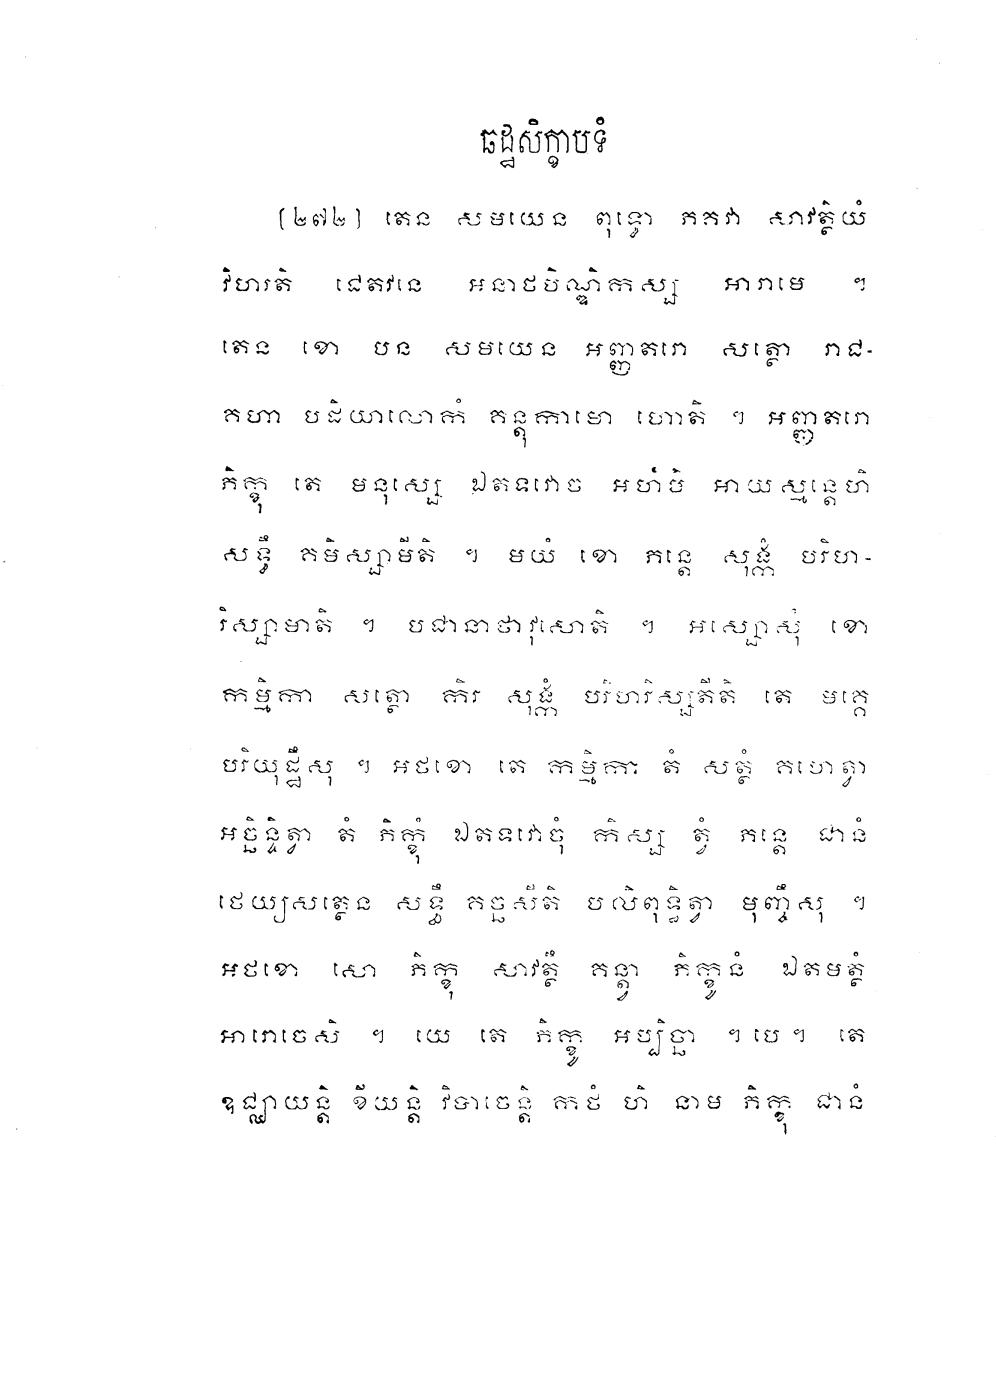 ឆដ្ឋសិក្ខាបទំ
(២៧២) តេន សមយេន ពុទ្ធោ ភគវា សាវត្ថិយំ
វិហរតិ ជេតវនេ អនាថបិណ្ឌិកស្ស អារាមេ ។
តេន ខោ បន សមយេន អញ្ញតរោ សត្ថោ រាជ-
គហា បដិយាលោកំ គន្តុកាមោ ហោតិ ។ អញ្ញតរោ
ភិក្ខុ តេ មនុស្សេ ឯតទវោច អហំបិ អាយស្មន្តេហិ
សទ្ធឹ គមិស្សាមីតិ ។ មយំ ខោ ភន្តេ សុង្កំ បរិហ-
រិស្សាមាតិ ។ បជានាថាវុសោតិ ។ អស្សោសុំ ខោ
កម្មិកា សត្ថោ កិរ សុង្កំ បរិហរិស្សតីតិ តេ មគ្គេ
បរិយុដ្ឋឹសុ ។ អថខោ តេ កម្មិកា តំ សត្ថំ គហេត្វា
អច្ឆិន្ទិត្វា តំ ភិក្ខុំ ឯតទវោចុំ កិស្ស ត្វំ ភន្តេ ជានំ
ថេយ្យសត្ថេន សទ្ធឹ គច្ឆសីតិ បលិពុទ្ធិត្វា មុញ្ចឹសុ ។
អថខោ សោ ភិក្ខុ សាវត្ថឹ គន្ត្វា ភិក្ខូនំ ឯតមត្ថំ
អារោចេសិ ។ យេ តេ ភិក្ខូ អប្បិច្ឆា ។បេ។ តេ
ឧជ្ឈាយន្តិ ខីយន្តិ វិបាចេន្តិ កថំ ហិ នាម ភិក្ខុ ជានំ